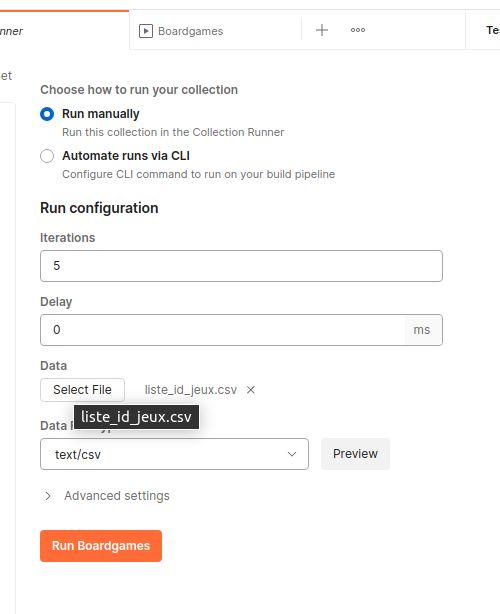 nner
Boardgames
Te
et
Choose how to run your collection
Run manually
Run this collection in the Collection Runner
Automate runs via CLI
Configure CLI command to run on your build pipeline
Run configuration
Iterations
5
Delay
0 ms
Data
Select File liste_id_jeux.csv
liste_id_jeux.csv
Data
text/csv Preview
Advanced settings
Run Boardgames